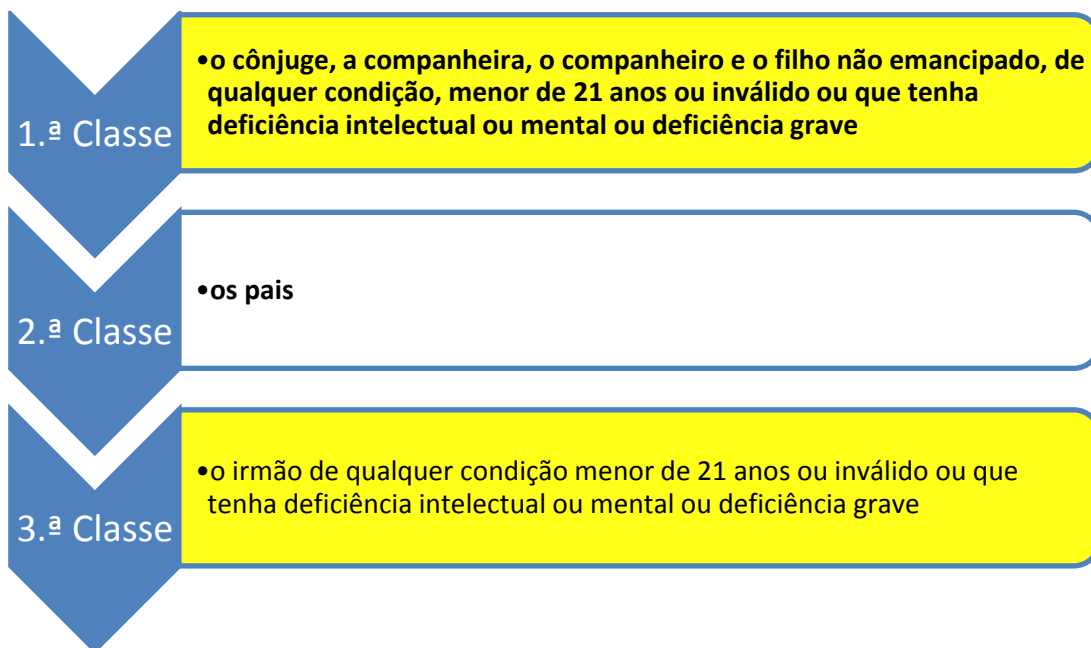 1.ª Classe
•o cônjuge, a companheira, o companheiro e o filho não emancipado, de
qualquer condição, menor de 21 anos ou inválido ou que tenha
deficiência intelectual ou mental ou deficiência grave
2.ª Classe
•os pais
3.ª Classe
•o irmão de qualquer condição menor de 21 anos ou inválido ou que
tenha deficiência intelectual ou mental ou deficiência grave